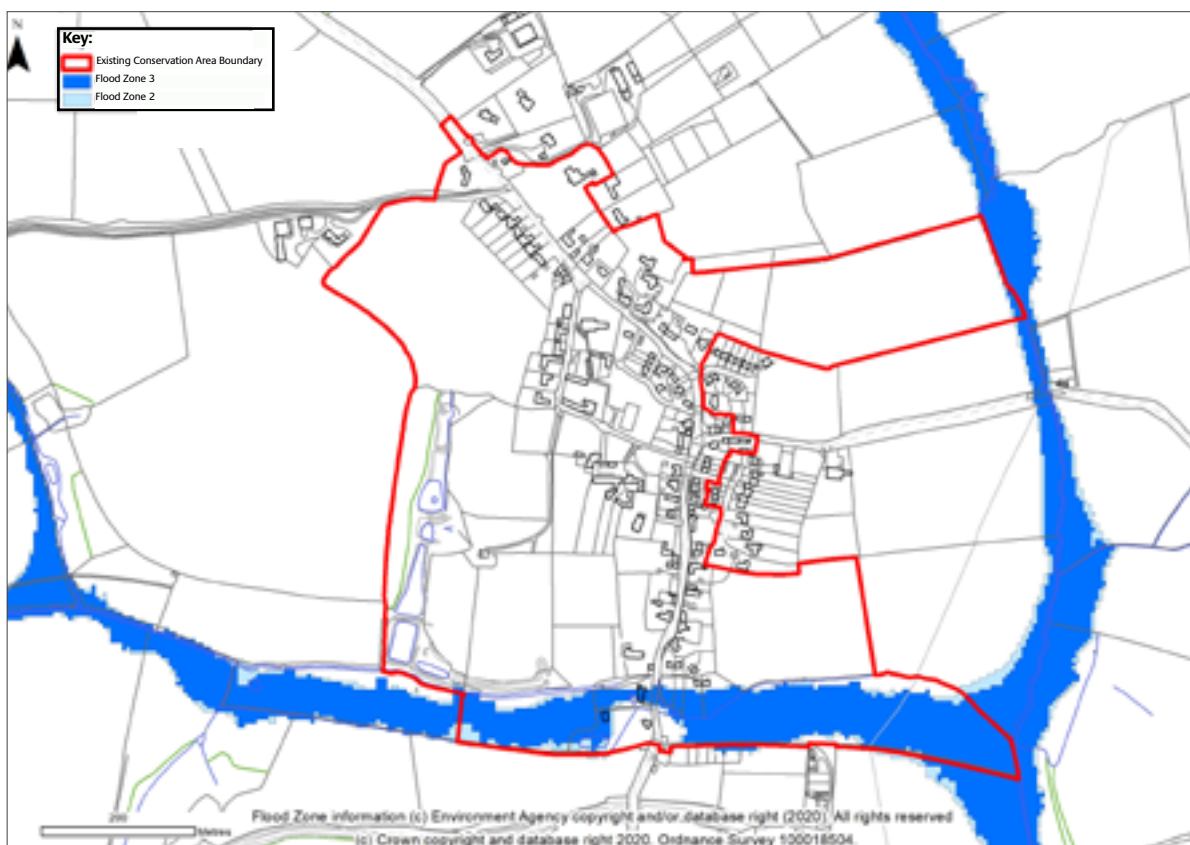 N
Key:
Existing Conservation Area Boundary
Flood Zone 3
Flood Zone 2
200
Metres
Flood Zone information (c) Environment Agency copyright and/or database right (2020). All rights reserved
(c) Crown copyright and database right 2020. Ordnance Survey 100018504.